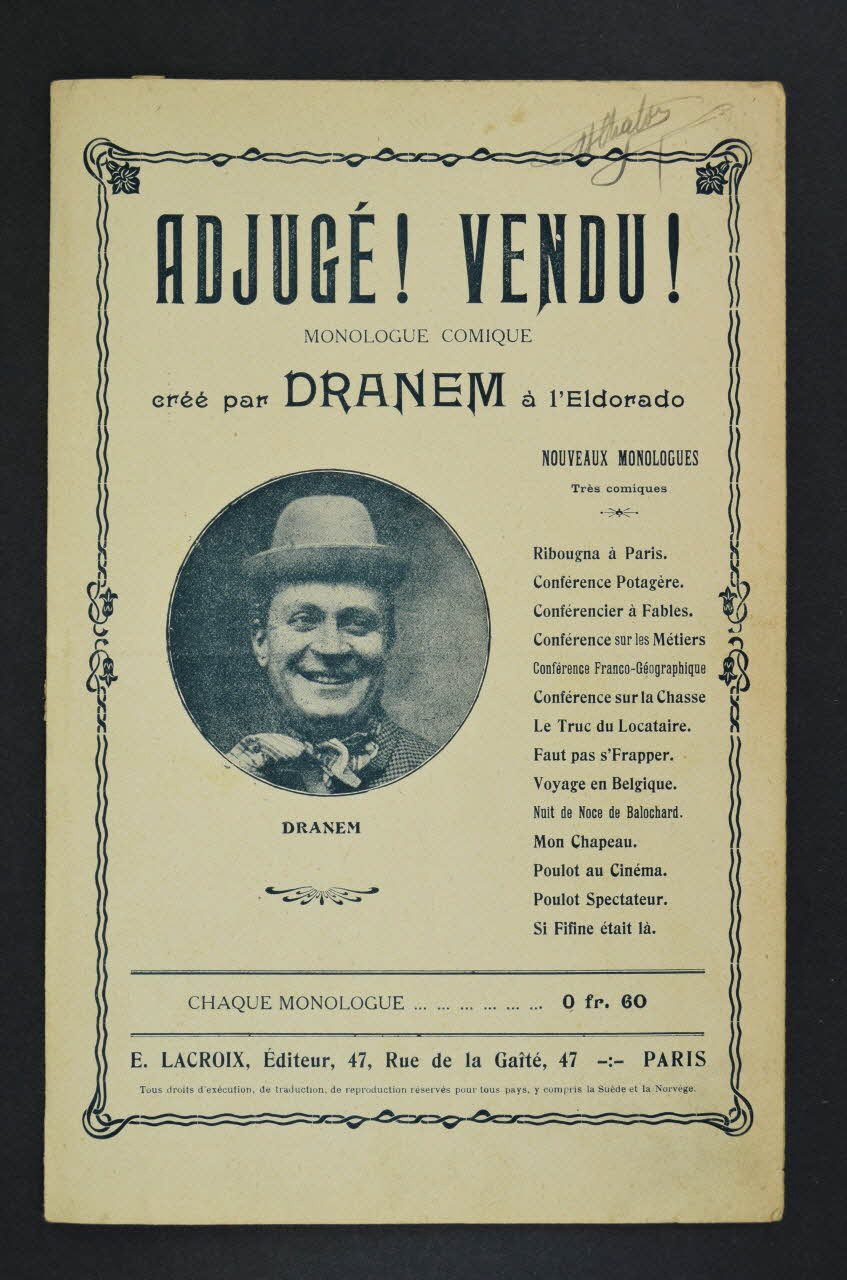 ADJUGÉ! VENDU!
MONOLOGUE COMIQUE
créé par DRANEM à l'Eldorado
NOUVEAUX MONOLOGUES
Très comiques
Ribougna à Paris.
Conférence Potagère.
Conférencier à Fables.
Conférence sur les Métiers
Conférence Franco-Géographique
Conférence sur la Chasse
Le Truc du Locataire.
Faut pas s'Frapper.
Voyage en Belgique.
Nuit de Noce de Balochard.
Mon Chapeau.
Poulot au Cinéma.
Poulot Spectateur.
Si Fifine était là.
DRANEM
CHAQUE MONOLOGUE ... ... ... ... ... ... 0 fr. 60
E. LACROIX, Éditeur, 47, Rue de la Gaîté, 47 -:- PARIS
Tous droits d'exécution, de traduction, de reproduction réservés pour tous pays, y compris la Suède et la Norvège.